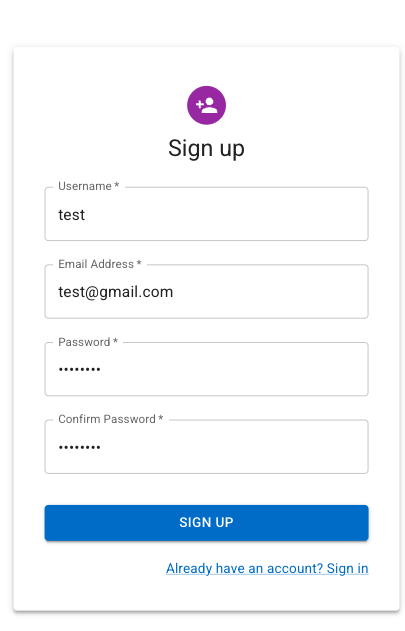 Sign up
Username *
test
Email Address *
test@gmail.com
Password *
••••••••
Confirm Password *
••••••••
SIGN UP
Already have an account? Sign in